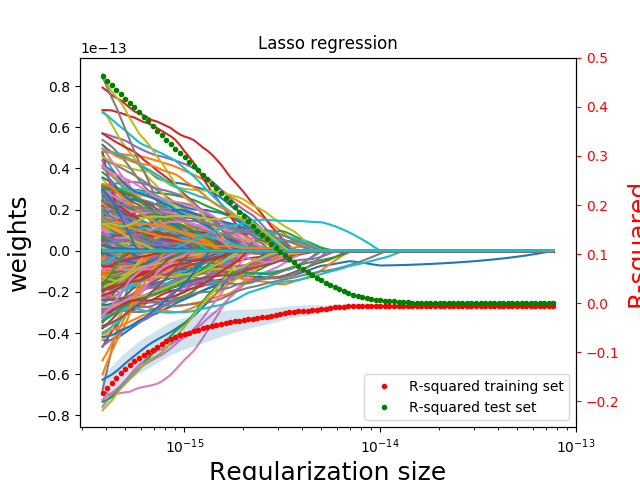 Lasso regression
1e−13
0.8
0.6
0.4
0.2
0.0
−0.2
−0.4
−0.6
−0.8
weights
0.5
0.4
0.3
0.2
0.1
0.0
−0.1
−0.2
R-squared
R-squared training set
R-squared test set
10⁻¹⁵
10⁻¹⁴
10⁻¹³
Regularization size